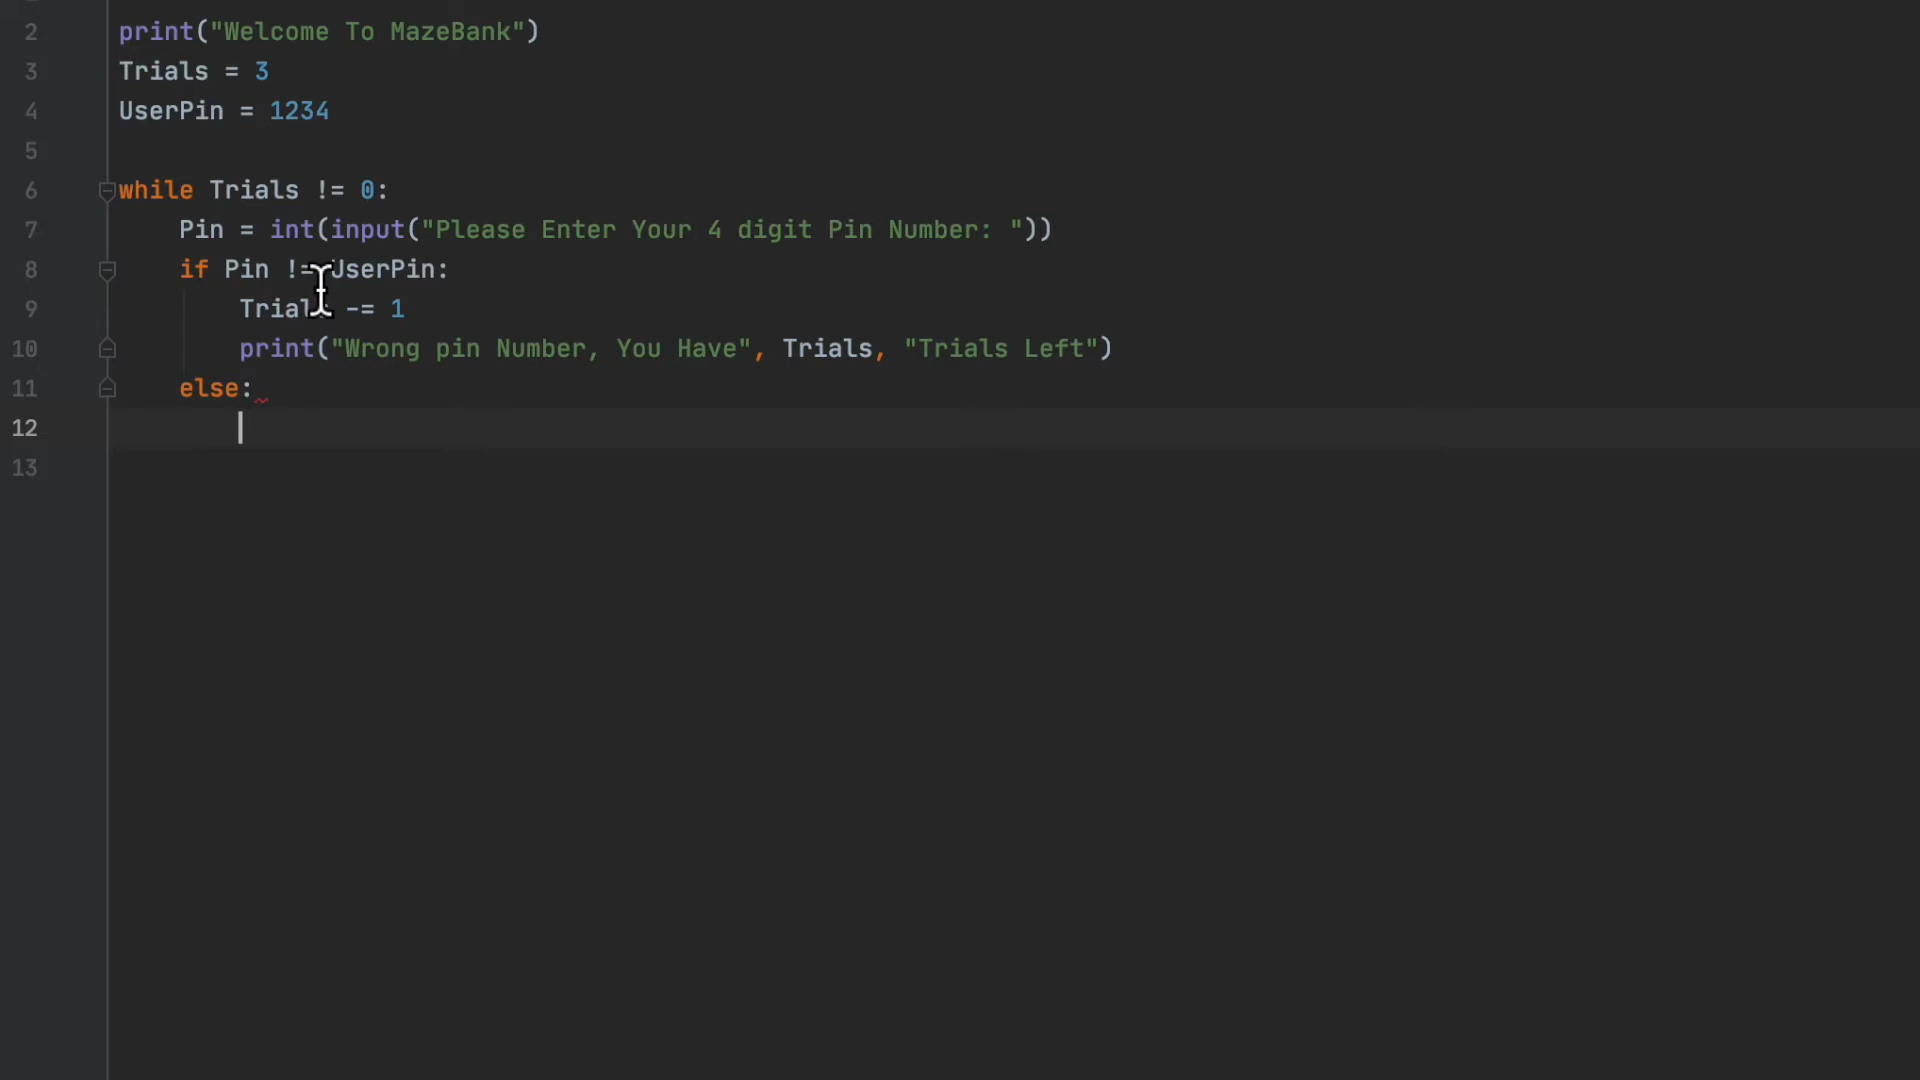 2 print("Welcome To MazeBank")
3 Trials = 3
4 UserPin = 1234
5
6 while Trials != 0:
7 Pin = int(input("Please Enter Your 4 digit Pin Number: "))
8 if Pin != UserPin:
9 Trials -= 1
10 print("Wrong pin Number, You Have", Trials, "Trials Left")
11 else:
12
13